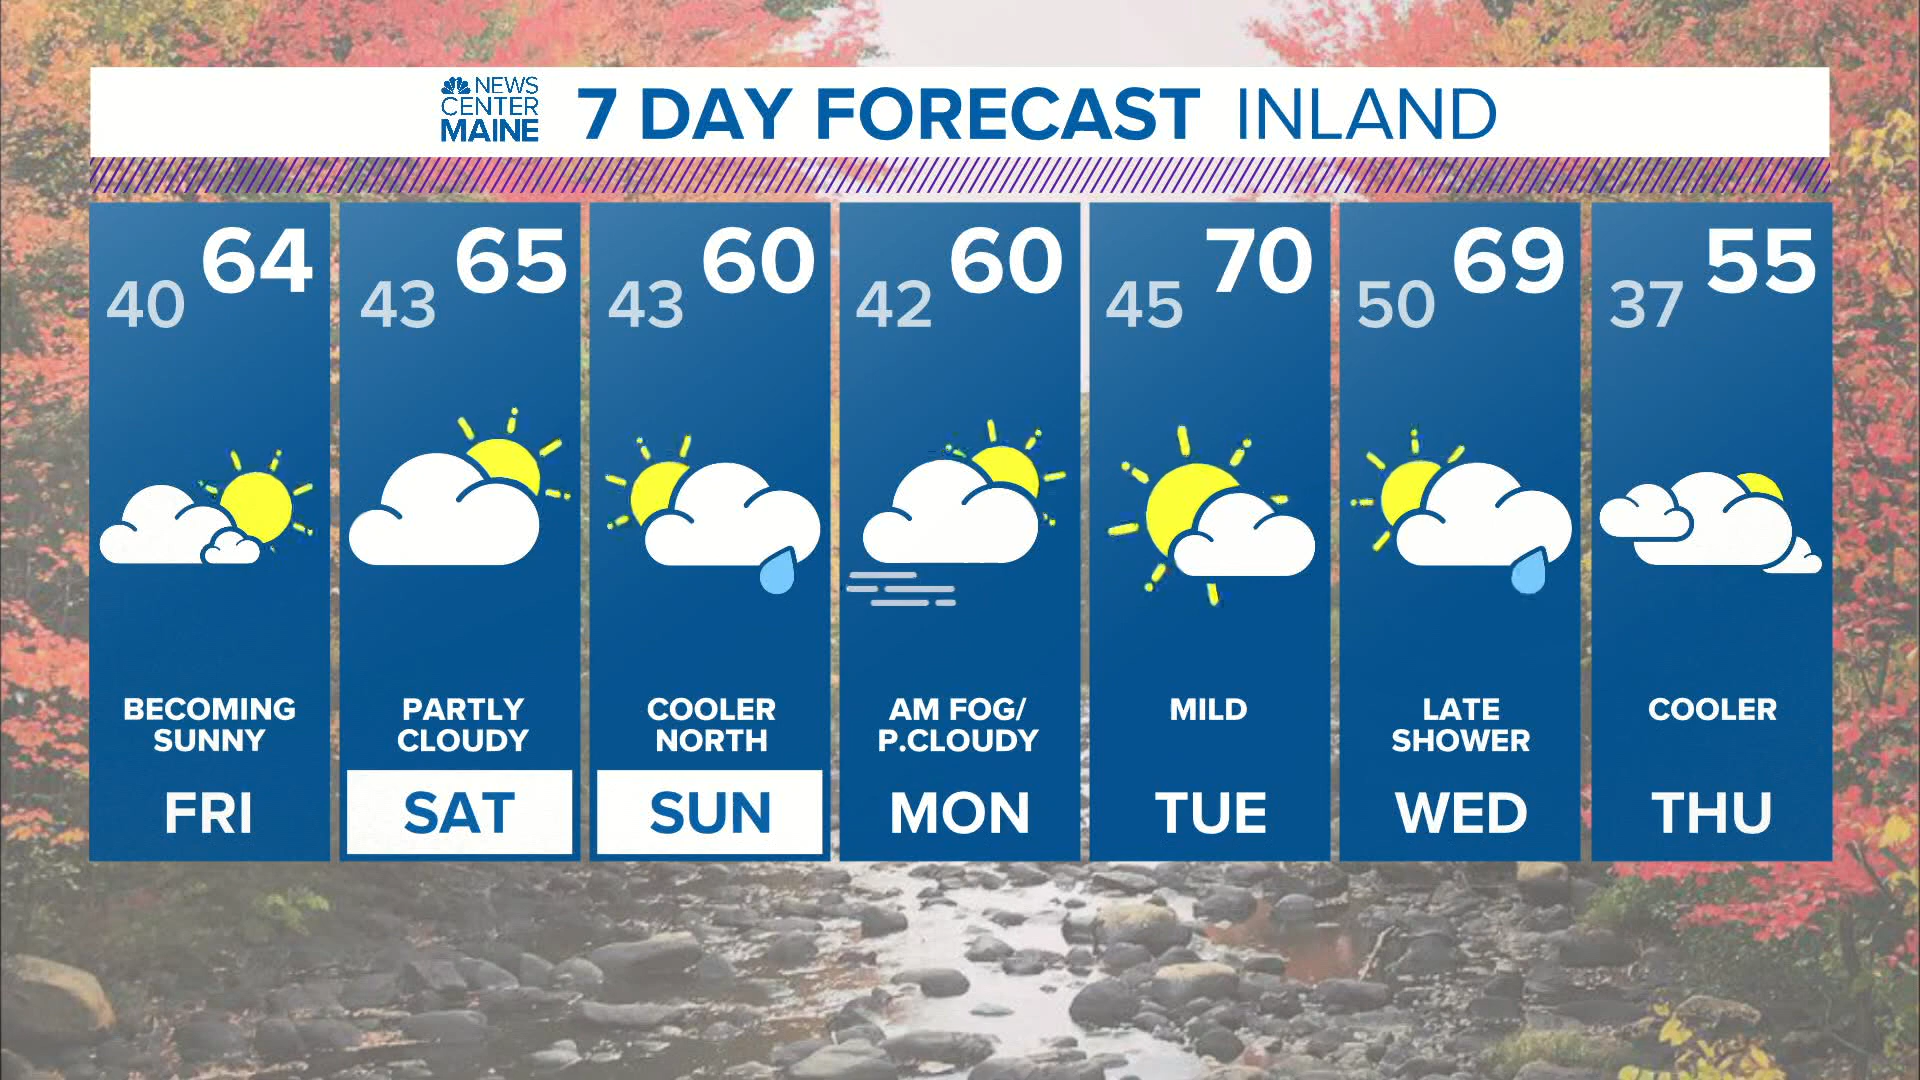 NEWS
CENTER
MAINE
7 DAY FORECAST INLAND
40 64
43 65
43 60
42 60
45 70
50 69
37 55
BECOMING
SUNNY
PARTLY
CLOUDY
COOLER
NORTH
AM FOG/
P.CLOUDY
MILD
LATE
SHOWER
COOLER
FRI
SAT
SUN
MON
TUE
WED
THU